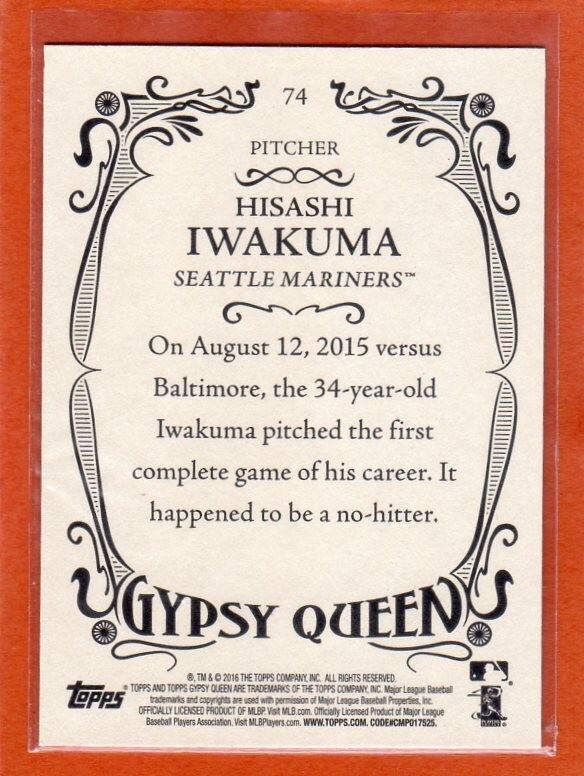 74
PITCHER
HISASHI
IWAKUMA
SEATTLE MARINERS™
On August 12, 2015 versus
Baltimore, the 34-year-old
Iwakuma pitched the first
complete game of his career. It
happened to be a no-hitter.
GYPSY QUEEN
®, TM & © 2016 THE TOPPS COMPANY, INC. ALL RIGHTS RESERVED.
topps® TOPPS AND TOPPS GYPSY QUEEN ARE TRADEMARKS OF THE TOPPS COMPANY, INC. Major League Baseball
trademarks and copyrights are used with permission of Major League Baseball Properties, Inc.
OFFICIALLY LICENSED PRODUCT OF MLBP. Visit MLB.com. Officially Licensed Product of Major League
Baseball Players Association. Visit MLBPlayers.com. WWW.TOPPS.COM. CODE#CMP017525.